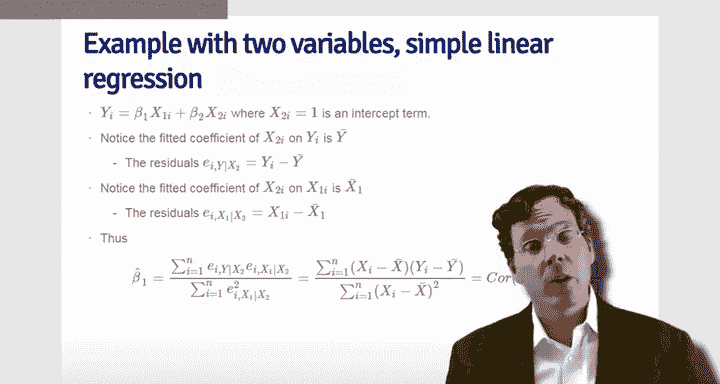 Example with two variables, simple linear
regression
· Y_i = β_1 X_{1i} + β_2 X_{2i} where X_{2i} = 1 is an intercept term.
· Notice the fitted coefficient of X_{2i} on Y_i is Ȳ
- The residuals e_{i,Y|X_2} = Y_i − Ȳ
· Notice the fitted coefficient of X_{2i} on X_{1i} is X̄_1
- The residuals e_{i,X_1|X_2} = X_{1i} − X̄_1
· Thus
β̂_1 = \frac{∑_{i=1}^n e_{i,Y|X_2} e_{i,X_1|X_2}}{∑_{i=1}^n e²_{i,X_1|X_2}} = \frac{∑_{i=1}^n (X_i − X̄)(Y_i − Ȳ)}{∑_{i=1}^n (X_i − X̄)²} = Cor(